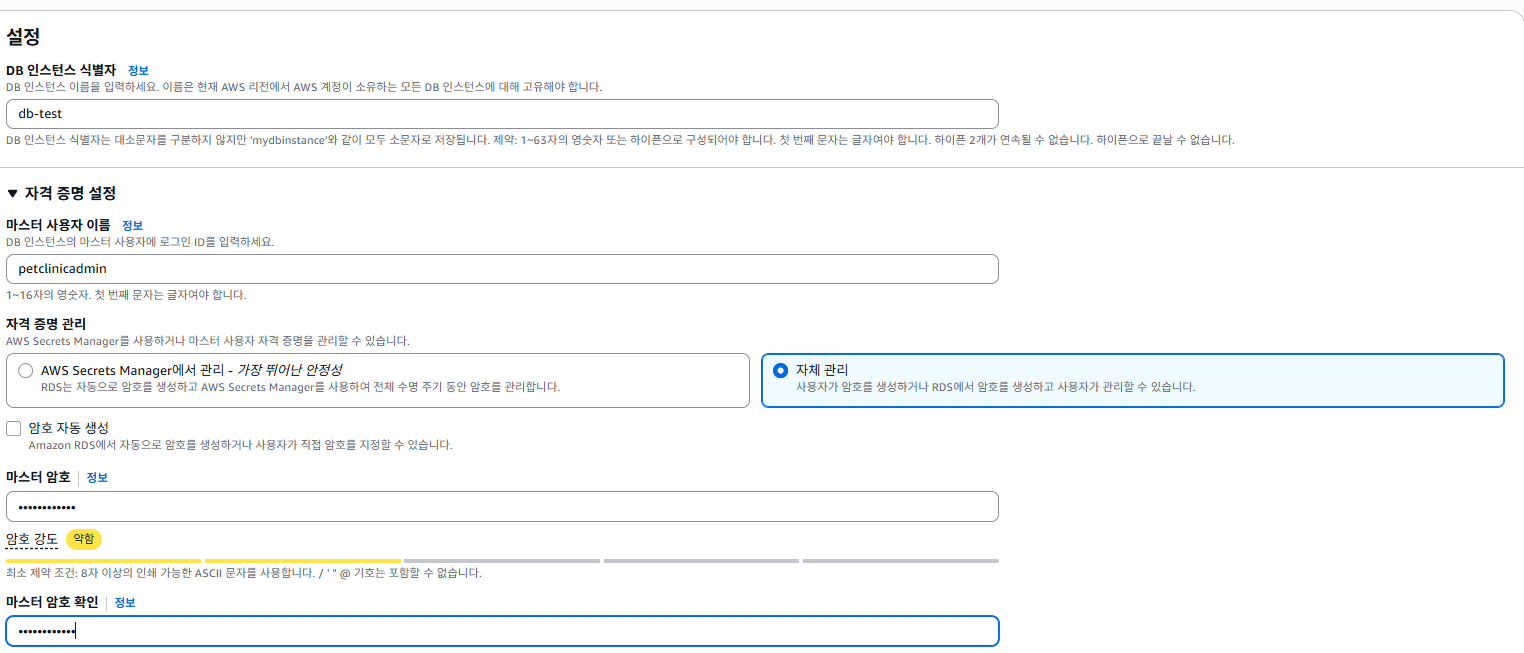 설정
DB 인스턴스 식별자 정보
DB 인스턴스 이름을 입력하세요. 이름은 현재 AWS 리전에서 AWS 계정이 소유하는 모든 DB 인스턴스에 대해 고유해야 합니다.
db-test
DB 인스턴스 식별자는 대소문자를 구분하지 않지만 'mydbinstance'와 같이 모두 소문자로 저장됩니다. 제약: 1~63자의 영숫자 또는 하이픈으로 구성되어야 합니다. 첫 번째 문자는 글자여야 합니다. 하이픈 2개가 연속될 수 없습니다. 하이픈으로 끝날 수 없습니다.
▼ 자격 증명 설정
마스터 사용자 이름 정보
DB 인스턴스의 마스터 사용자에 로그인 ID를 입력하세요.
petclinicadmin
1~16자의 영숫자. 첫 번째 문자는 글자여야 합니다.
자격 증명 관리
AWS Secrets Manager를 사용하거나 마스터 사용자 자격 증명을 관리할 수 있습니다.
AWS Secrets Manager에서 관리 - 가장 뛰어난 안정성
RDS는 자동으로 암호를 생성하고 AWS Secrets Manager를 사용하여 전체 수명 주기 동안 암호를 관리합니다.
자체 관리
사용자가 암호를 생성하거나 RDS에서 암호를 생성하고 사용자가 관리할 수 있습니다.
암호 자동 생성
Amazon RDS에서 자동으로 암호를 생성하거나 사용자가 직접 암호를 지정할 수 있습니다.
마스터 암호 정보
••••••••••••
암호 강도 약함
최소 제약 조건: 8자 이상의 인쇄 가능한 ASCII 문자를 사용합니다. / ' " @ 기호는 포함할 수 없습니다.
마스터 암호 확인 정보
••••••••••••